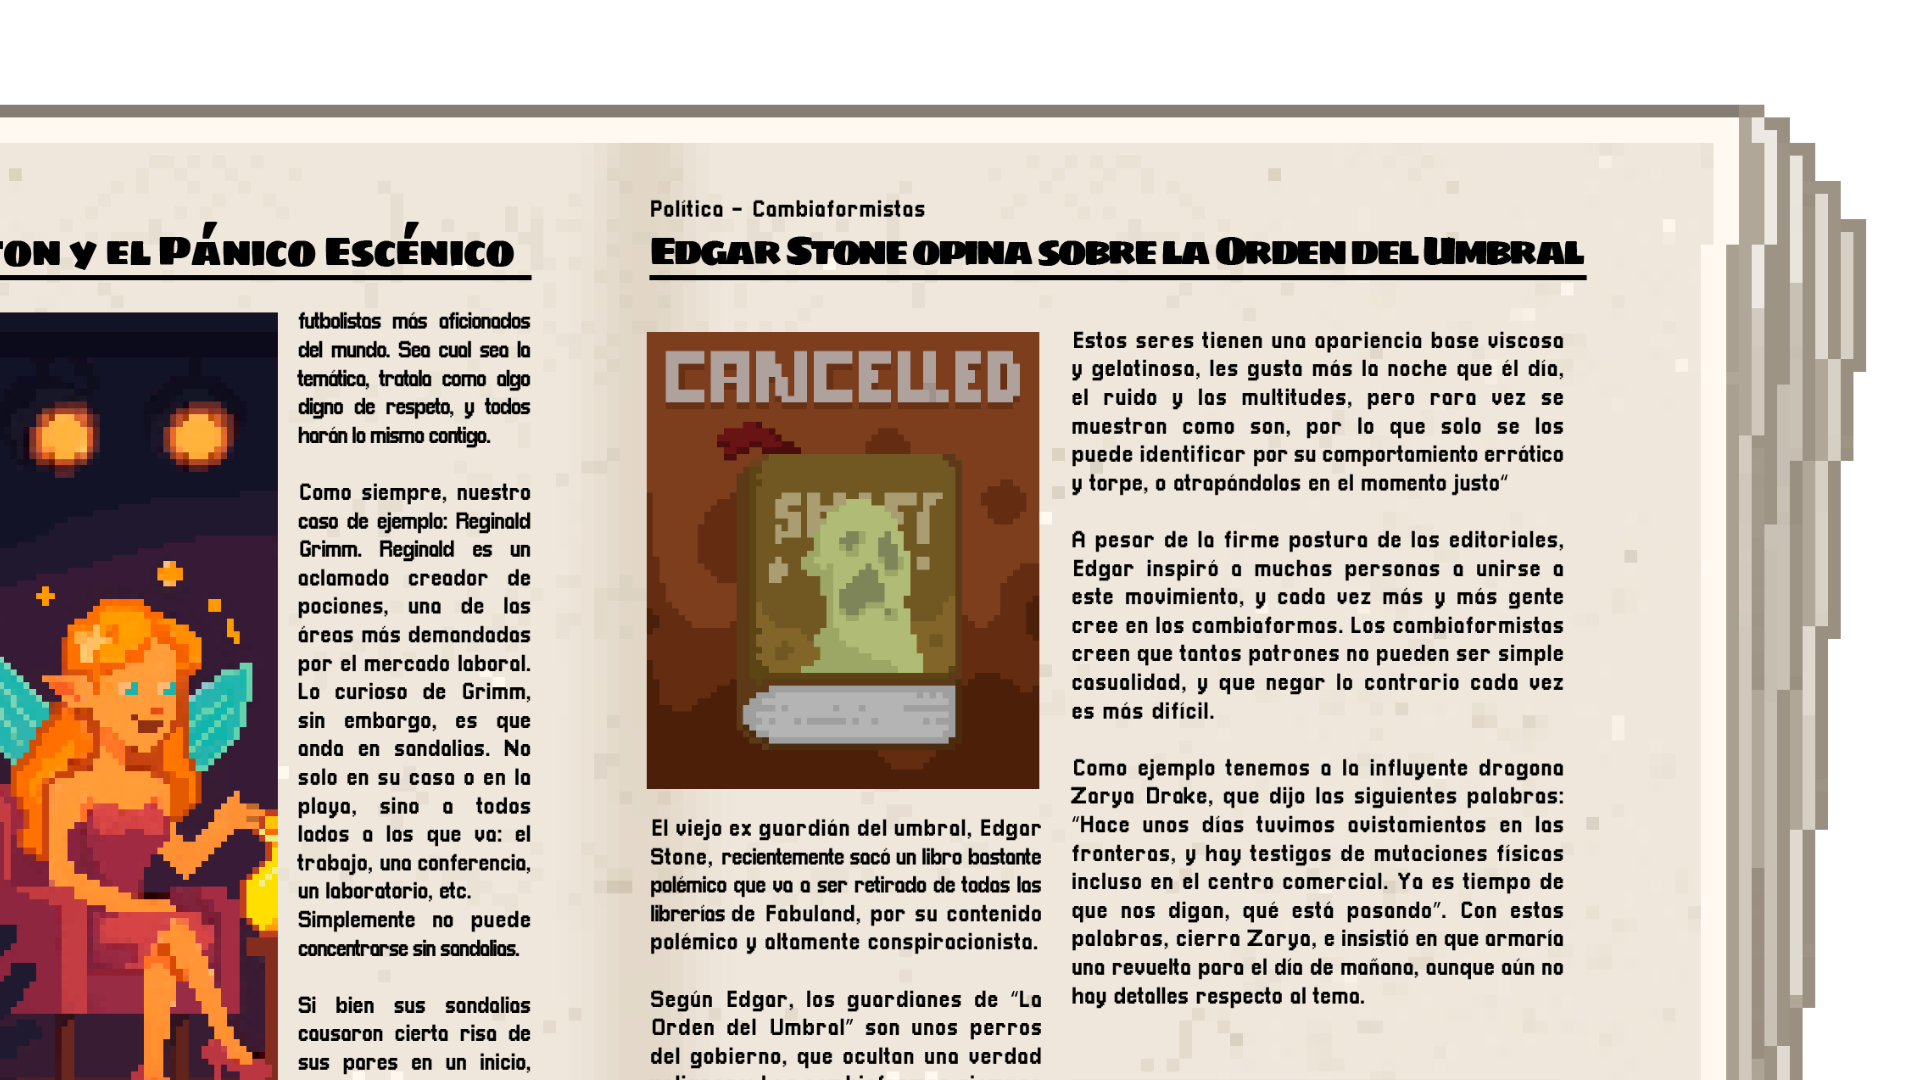 TON Y EL PÁNICO ESCÉNICO
futbolistas más aficionados
del mundo. Sea cual sea la
temática, tratala como algo
digno de respeto, y todos
harán lo mismo contigo.
Como siempre, nuestro
caso de ejemplo: Reginald
Grimm. Reginald es un
aclamado creador de
pociones, una de las
áreas más demandadas
por el mercado laboral.
Lo curioso de Grimm,
sin embargo, es que
anda en sandalias. No
solo en su casa o en la
playa, sino a todos
lados a los que va: el
trabajo, una conferencia,
un laboratorio, etc.
Simplemente no puede
concentrarse sin sandalias.
Si bien sus sandalias
causaron cierta risa de
sus pares en un inicio,
Política - Cambiaformistas
EDGAR STONE OPINA SOBRE LA ORDEN DEL UMBRAL
CANCELLED
El viejo ex guardián del umbral, Edgar
Stone, recientemente sacó un libro bastante
polémico que va a ser retirado de todas las
librerías de Fabuland, por su contenido
polémico y altamente conspiracionista.
Según Edgar, los guardianes de "La
Orden del Umbral" son unos perros
del gobierno, que ocultan una verdad
Estos seres tienen una apariencia base viscosa
y gelatinosa, les gusta más la noche que él día,
el ruido y las multitudes, pero rara vez se
muestran como son, por lo que solo se los
puede identificar por su comportamiento errático
y torpe, o atrapándolos en el momento justo"
A pesar de la firme postura de las editoriales,
Edgar inspiró a muchas personas a unirse a
este movimiento, y cada vez más y más gente
cree en los cambiaformas. Los cambiaformistas
creen que tantos patrones no pueden ser simple
casualidad, y que negar lo contrario cada vez
es más difícil.
Como ejemplo tenemos a la influyente dragona
Zarya Drake, que dijo las siguientes palabras:
"Hace unos días tuvimos avistamientos en las
fronteras, y hay testigos de mutaciones físicas
incluso en el centro comercial. Ya es tiempo de
que nos digan, qué está pasando". Con estas
palabras, cierra Zarya, e insistió en que armaría
una revuelta para el día de mañana, aunque aún no
hay detalles respecto al tema.